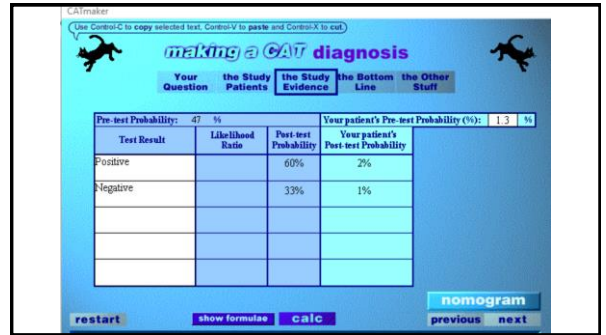 CATmaker
(Use Control-C to copy selected text, Control-V to paste and Control-X to cut.)
making a CAT diagnosis
Your Question
the Study Patients
the Study Evidence
the Bottom Line
the Other Stuff
Pre-test Probability: 47 % Your patient's Pre-test Probability (%): 1.3 %
Test Result Likelihood Ratio Post-test Probability Your patient's Post-test Probability
Positive 60% 2%
Negative 33% 1%
nomogram
restart show formulae calc previous next